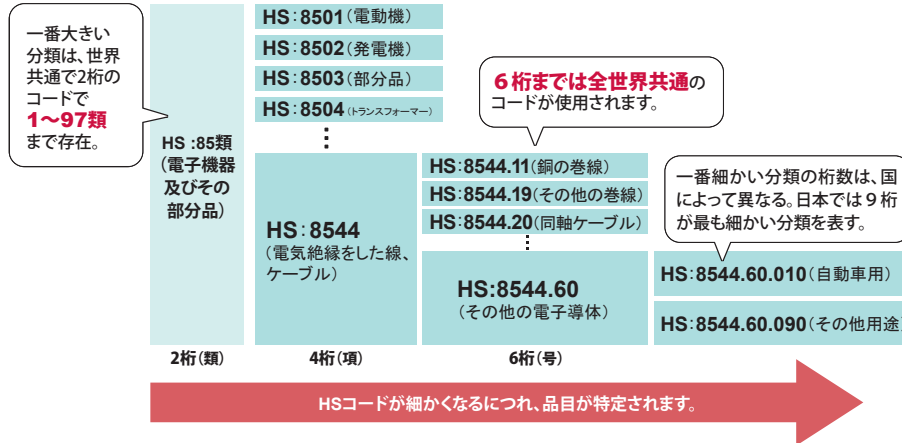 一番大きい
分類は、世界
共通で2桁の
コードで
1〜97類
まで存在。
HS :85類
(電子機器
及びその
部分品)
HS:8501(電動機)
HS:8502(発電機)
HS:8503(部分品)
HS:8504(トランスフォーマー)
HS:8544
(電気絶縁をした線、
ケーブル)
6桁までは全世界共通の
コードが使用されます。
HS:8544.11(銅の巻線)
HS:8544.19(その他の巻線)
HS:8544.20(同軸ケーブル)
HS:8544.60
(その他の電子導体)
一番細かい分類の桁数は、国
によって異なる。日本では9桁
が最も細かい分類を表す。
HS:8544.60.010(自動車用)
HS:8544.60.090(その他用途)
2桁(類)
4桁(項)
6桁(号)
HSコードが細かくなるにつれ、品目が特定されます。